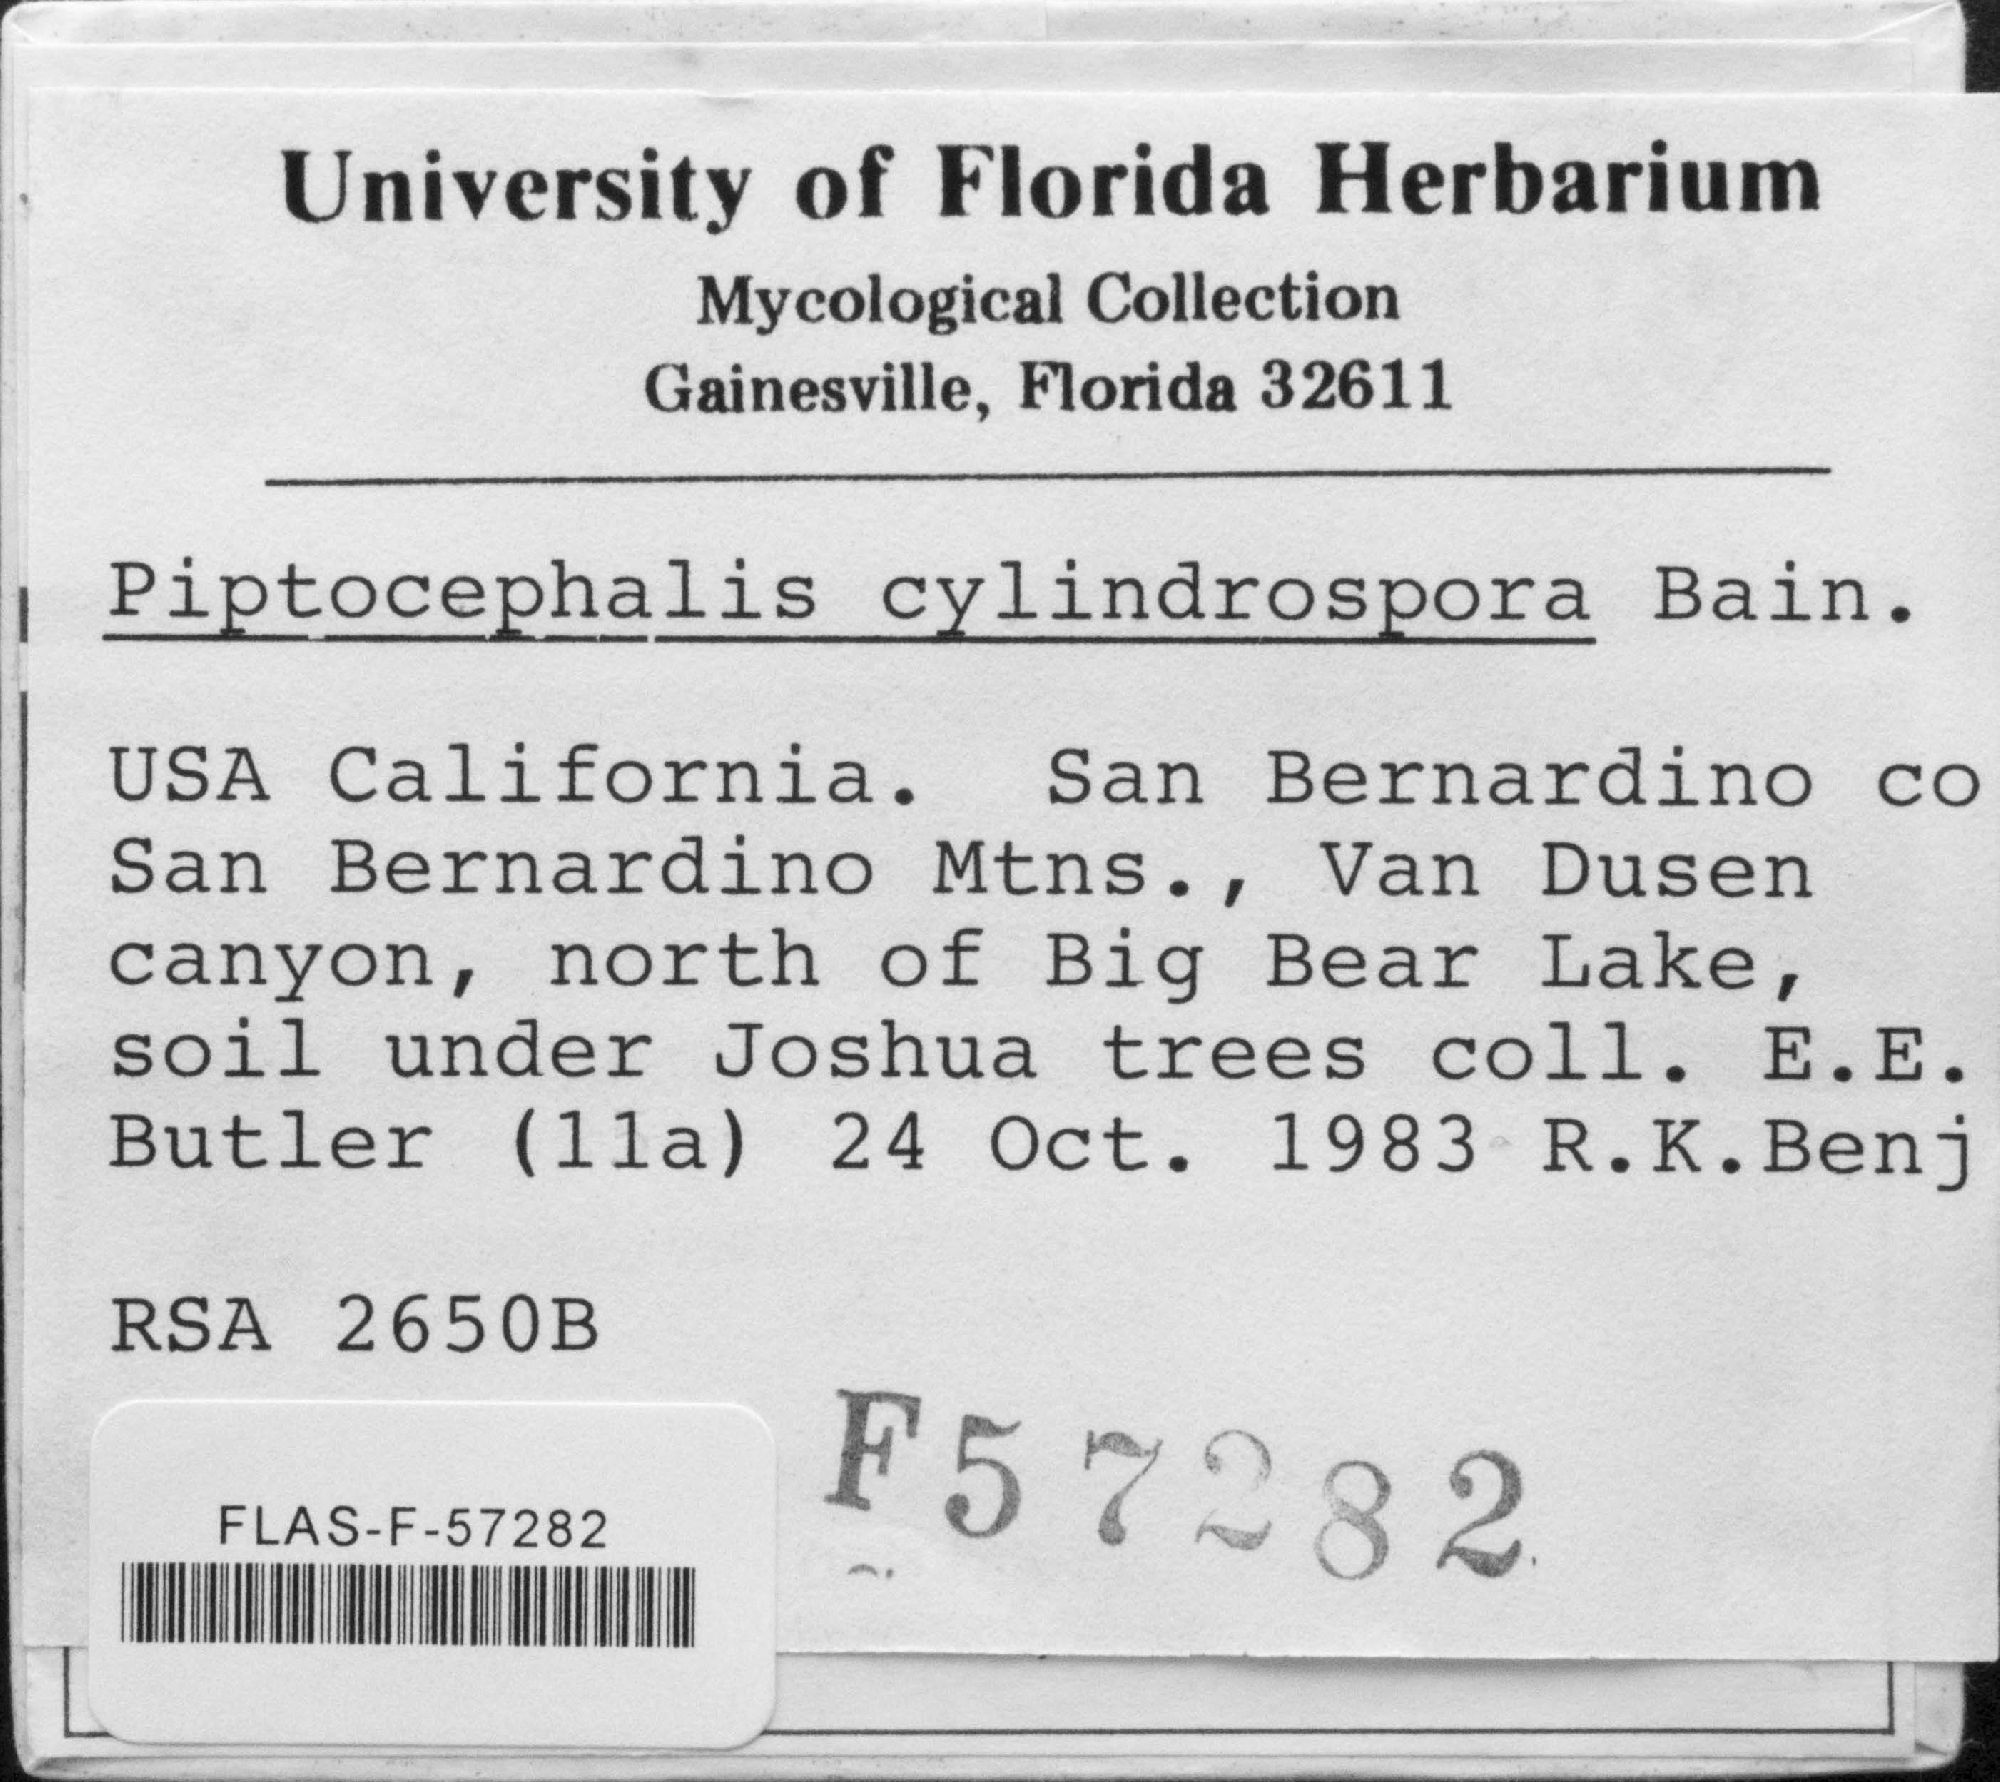 University of Florida Herbarium
Mycological Collection
Gainesville, Florida 32611
Piptocephalis cylindrospora Bain.
USA California. San Bernardino co
San Bernardino Mtns., Van Dusen
canyon, north of Big Bear Lake,
soil under Joshua trees coll. E.E.
Butler (11a) 24 Oct. 1983 R.K.Benj
RSA 2650B
F57282
FLAS-F-57282